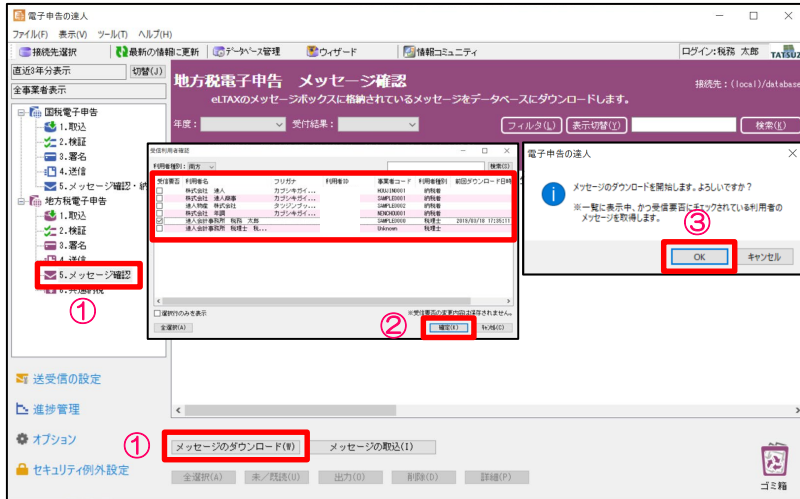 電子申告の達人
ファイル(F) 表示(V) ツール(T) ヘルプ(H)
接続先選択 最新の情報に更新 データベース管理 ウィザード 情報コミュニティ ログイン:税務 太郎 TATSUZ
直近3年分表示 切替(J)
全事業者表示
国税電子申告
1.取込
2.検証
3.署名
4.送信
5.メッセージ確認・納
地方税電子申告
1.取込
2.検証
3.署名
4.送信
5.メッセージ確認
6.共通納税
①
送受信の設定
進捗管理
オプション
セキュリティ例外設定
地方税電子申告 メッセージ確認
接続先:(local)/database
eLTAXのメッセージボックスに格納されているメッセージをデータベースにダウンロードします。
年度: 受付結果: フィルタ(L) 表示切替(Y) 検索(K)
受信利用者確認
利用者種別:両方 検索(S)
受信要否 利用者名 フリガナ 利用者ID 事業者コード 利用者種別 前回ダウンロード日時
株式会社 達人 カブシキガイ... HOUJIN0001 納税者
株式会社 達人商事 カブシキガイ... SAMPLE0001 納税者
達人物産 株式会社 タツジンブッ... SAMPLE0002 納税者
株式会社 年調 カブシキガイ... NENCHOU001 納税者
達人会計事務所 税務 太郎 SAMPLE0000 税理士 2019/03/18 17:35:11
達人会計事務所 税理士 税... Unknown 税理士
選択行のみを表示 ※受信要否の変更内容は保存されません。
全選択(A) ② 確定(K) キャンセル(C)
電子申告の達人
メッセージのダウンロードを開始します。よろしいですか?
※一覧に表示中、かつ受信要否にチェックされている利用者の
メッセージを取得します。
③
OK キャンセル
① メッセージのダウンロード(W) メッセージの取込(I)
全選択(A) 未/既読(U) 出力(O) 削除(D) 詳細(P)
ゴミ箱